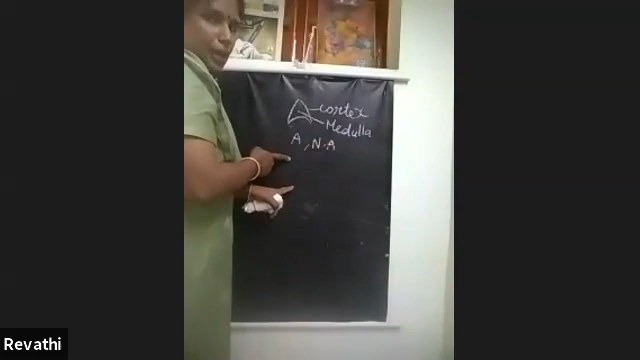 cortex
Medulla
A, N.A
Revathi